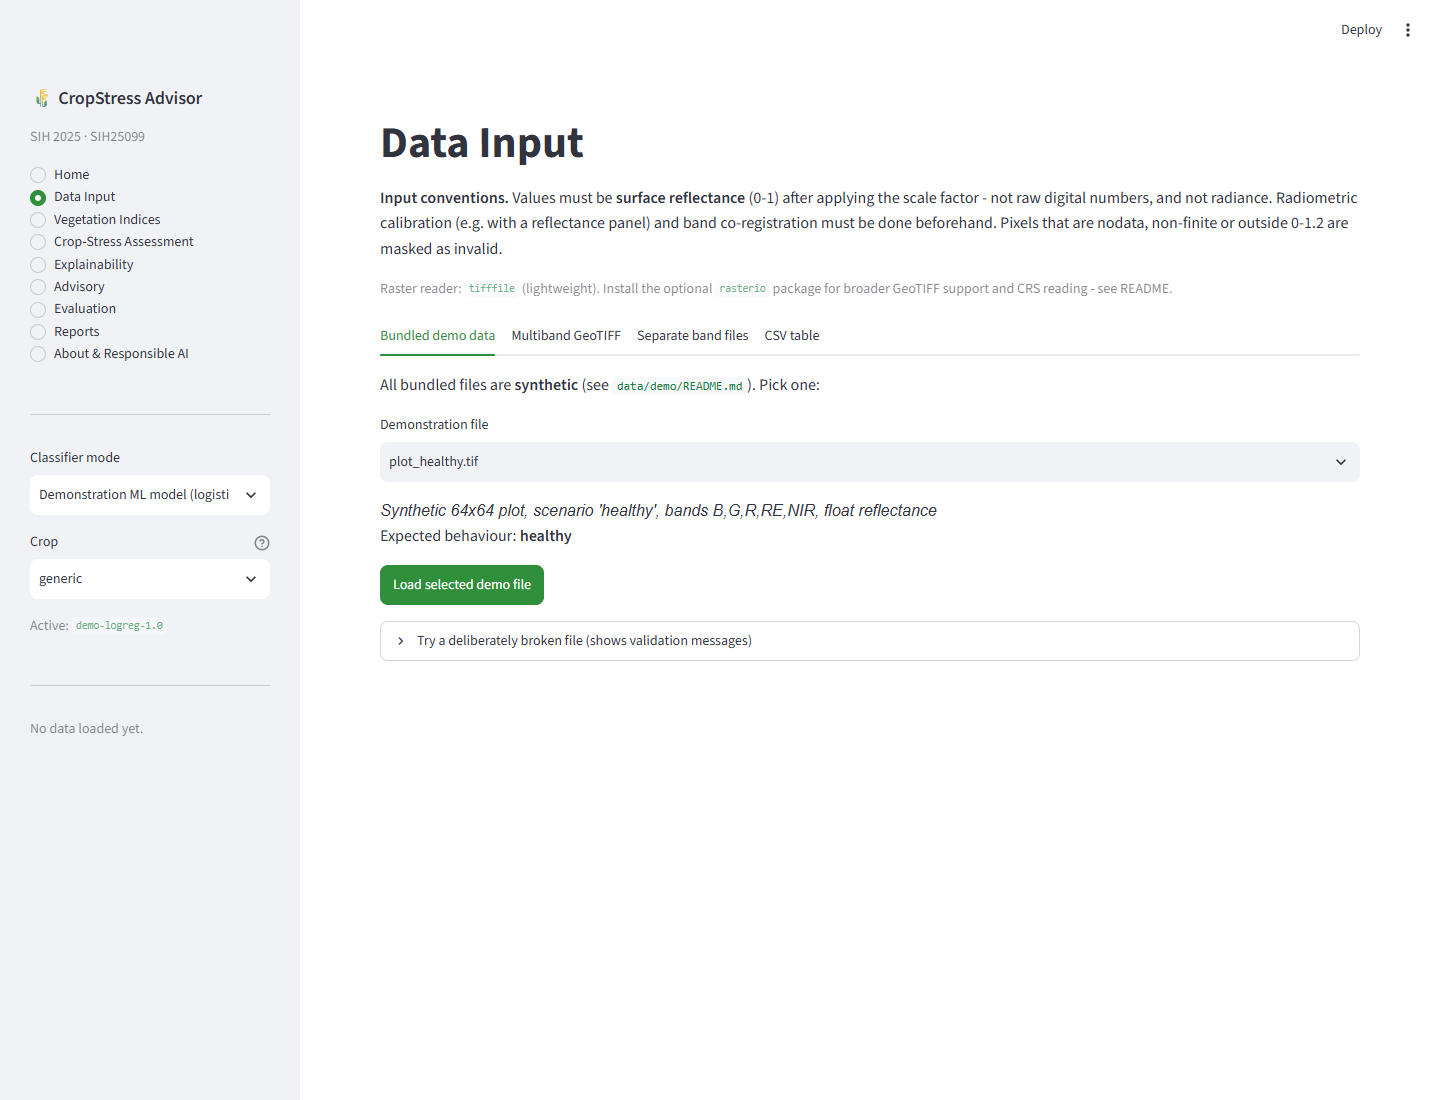 Deploy
CropStress Advisor
SIH 2025 · SIH25099
Home
Data Input
Vegetation Indices
Crop-Stress Assessment
Explainability
Advisory
Evaluation
Reports
About & Responsible AI
Classifier mode
Demonstration ML model (logisti
Crop
generic
Active: demo-logreg-1.0
No data loaded yet.
Data Input
Input conventions. Values must be surface reflectance (0-1) after applying the scale factor - not raw digital numbers, and not radiance. Radiometric
calibration (e.g. with a reflectance panel) and band co-registration must be done beforehand. Pixels that are nodata, non-finite or outside 0-1.2 are
masked as invalid.
Raster reader: tifffile (lightweight). Install the optional rasterio package for broader GeoTIFF support and CRS reading - see README.
Bundled demo data Multiband GeoTIFF Separate band files CSV table
All bundled files are synthetic (see data/demo/README.md ). Pick one:
Demonstration file
plot_healthy.tif
Synthetic 64x64 plot, scenario 'healthy', bands B,G,R,RE,NIR, float reflectance
Expected behaviour: healthy
Load selected demo file
Try a deliberately broken file (shows validation messages)